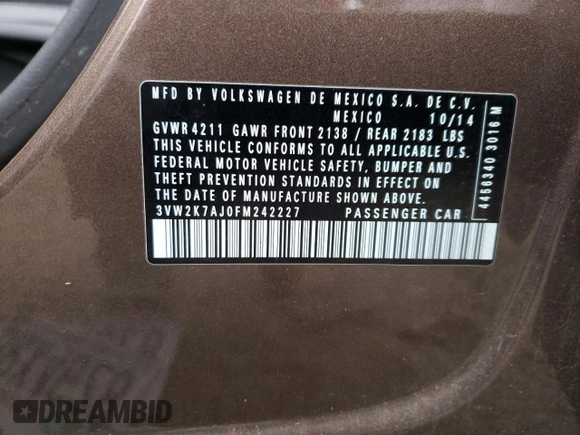 MFD BY VOLKSWAGEN DE MEXICO S.A. DE C.V.
MEXICO 10/14
GVWR 4211 GAWR FRONT 2138 / REAR 2183 LBS
THIS VEHICLE CONFORMS TO ALL APPLICABLE U.S.
FEDERAL MOTOR VEHICLE SAFETY, BUMPER AND
THEFT PREVENTION STANDARDS IN EFFECT ON
THE DATE OF MANUFACTURE SHOWN ABOVE.
3VW2K7AJ0FM242227 PASSENGER CAR
4456340 3016 M
DREAMBID